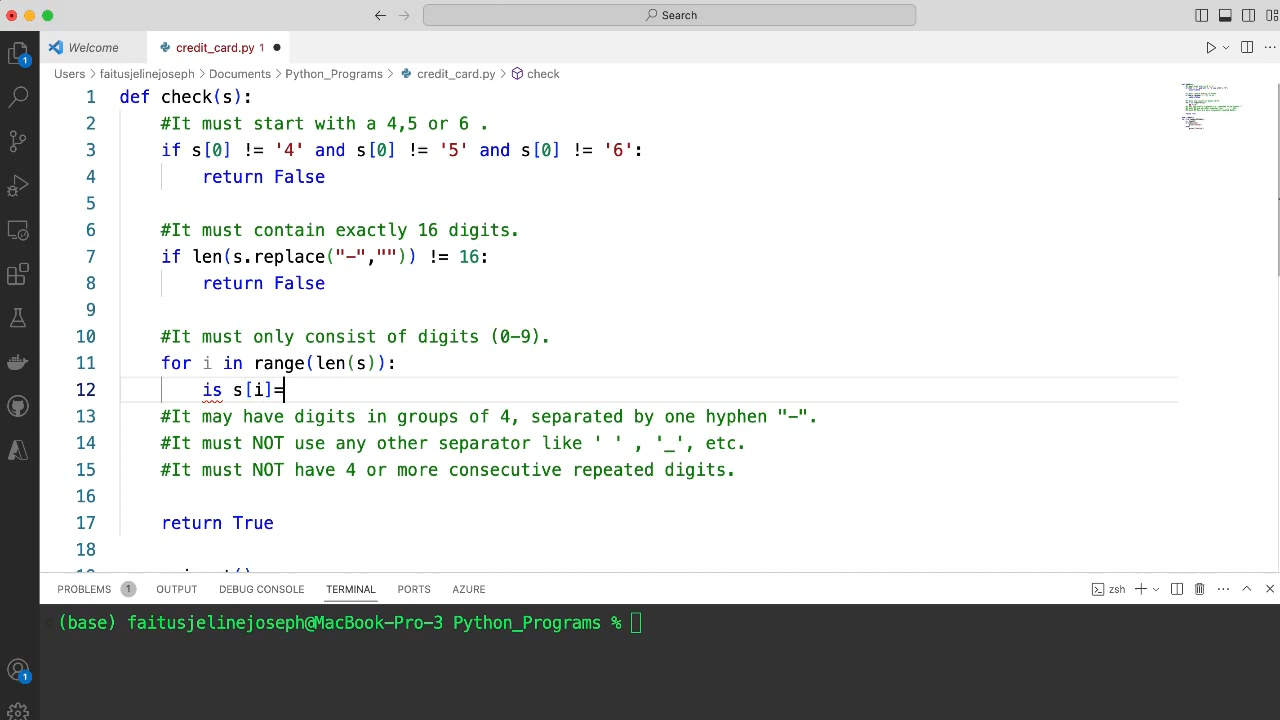 Search
Welcome
credit_card.py 1
Users > faitusjelinejoseph > Documents > Python_Programs > credit_card.py > check
1 def check(s):
2 #It must start with a 4,5 or 6 .
3 if s[0] != '4' and s[0] != '5' and s[0] != '6':
4 return False
5
6 #It must contain exactly 16 digits.
7 if len(s.replace("-","")) != 16:
8 return False
9
10 #It must only consist of digits (0-9).
11 for i in range(len(s)):
12 is s[i]=
13 #It may have digits in groups of 4, separated by one hyphen "-".
14 #It must NOT use any other separator like ' ' , '_', etc.
15 #It must NOT have 4 or more consecutive repeated digits.
16
17 return True
18
PROBLEMS 1 OUTPUT DEBUG CONSOLE TERMINAL PORTS AZURE zsh
(base) faitusjelinejoseph@MacBook-Pro-3 Python_Programs %
1
1